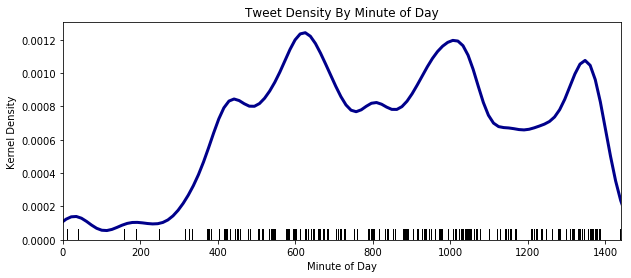 Tweet Density By Minute of Day
Kernel Density
0.0012
0.0010
0.0008
0.0006
0.0004
0.0002
0.0000
0 200 400 600 800 1000 1200 1400
Minute of Day